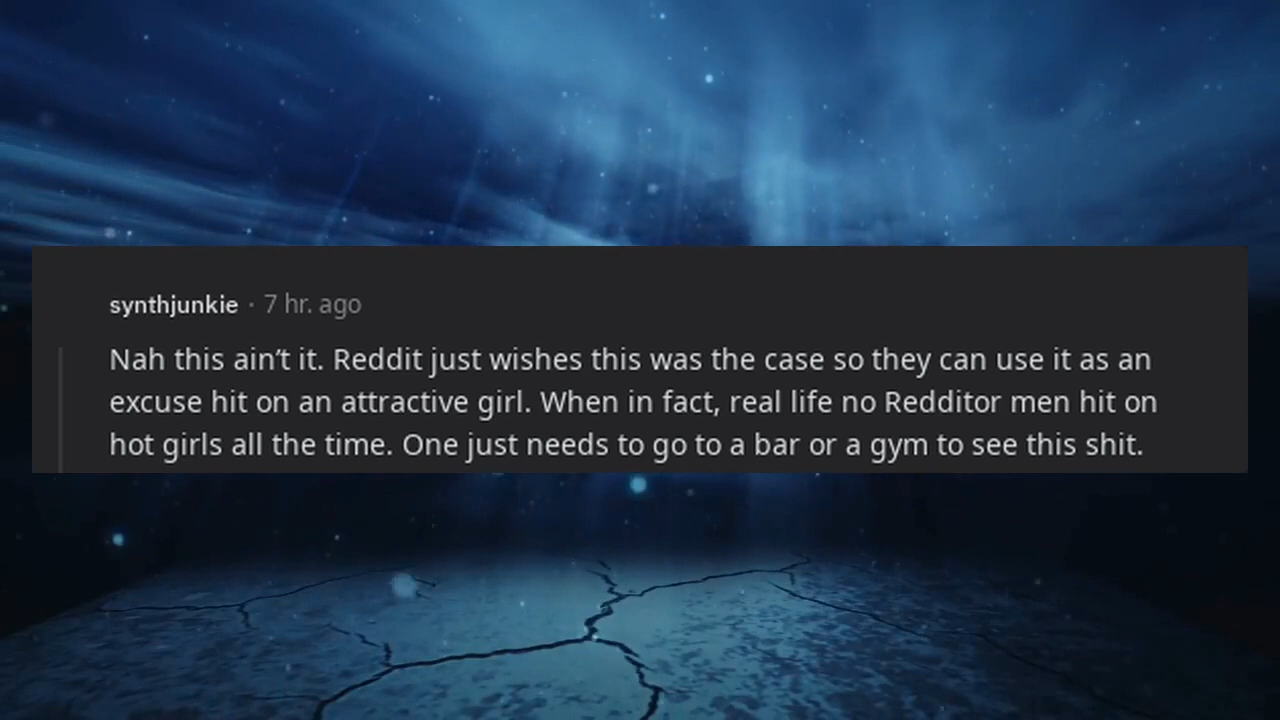 synthjunkie · 7 hr. ago
Nah this ain't it. Reddit just wishes this was the case so they can use it as an
excuse hit on an attractive girl. When in fact, real life no Redditor men hit on
hot girls all the time. One just needs to go to a bar or a gym to see this shit.